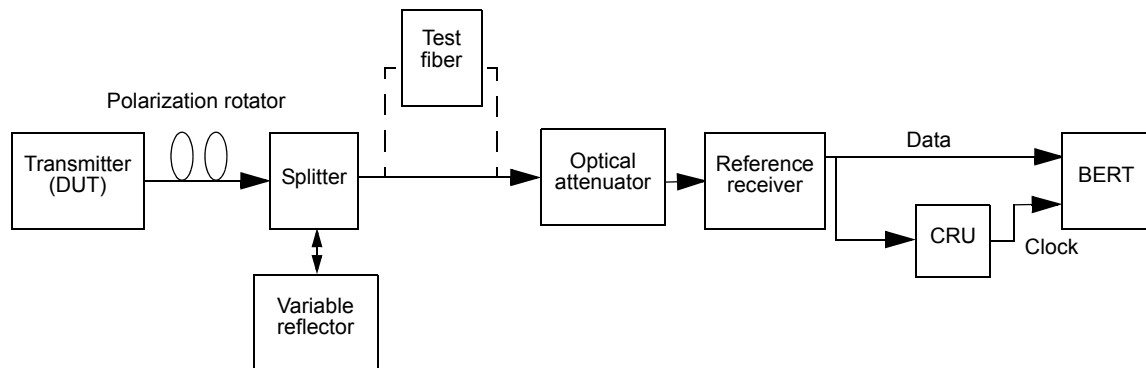 Test
fiber
Polarization rotator
Transmitter
(DUT)
Splitter
Optical
attenuator
Reference
receiver
Data
BERT
CRU
Clock
Variable
reflector